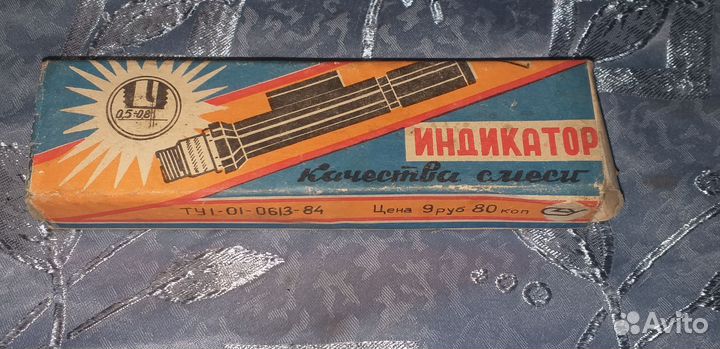 0,5÷0,8
ИНДИКАТОР
качества смеси
ТУ1-01-0613-84 Цена 9 руб 80 коп
Avito